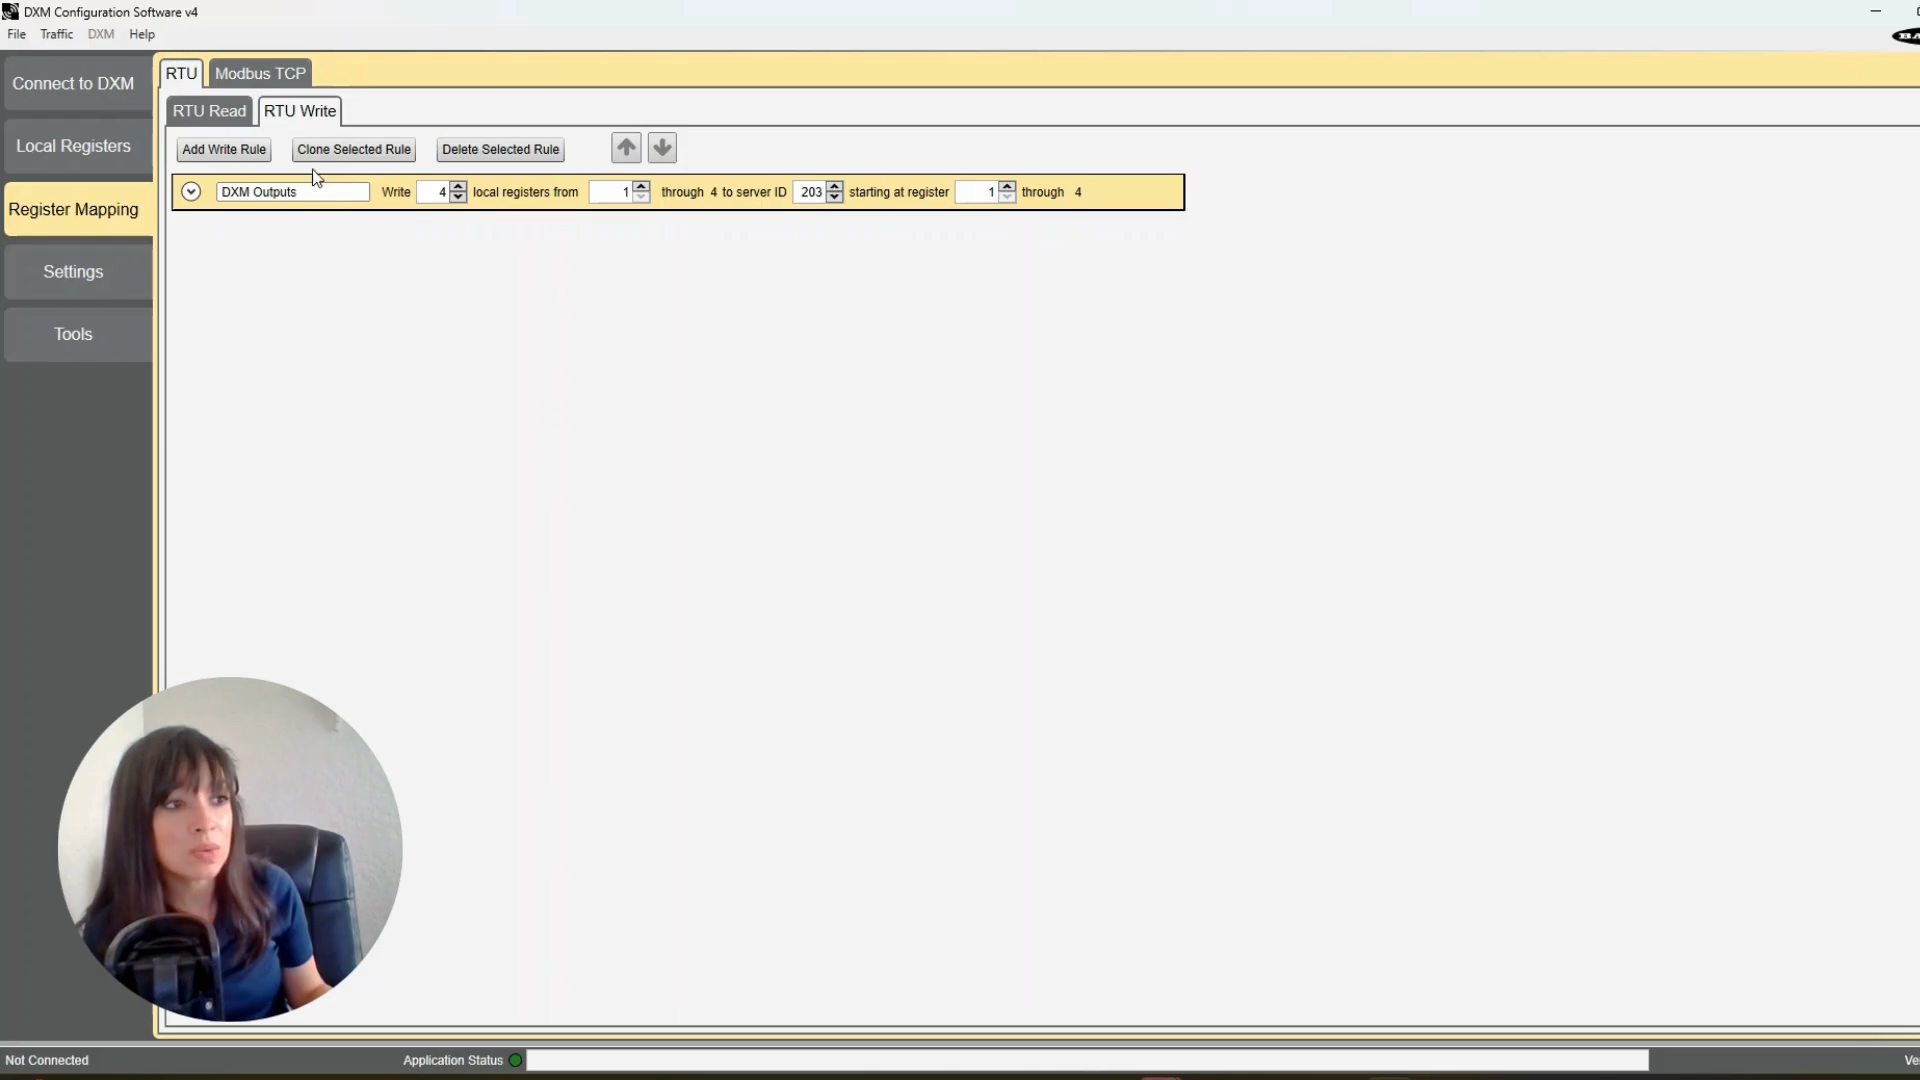 DXM Configuration Software v4
File Traffic DXM Help
Connect to DXM
Local Registers
Register Mapping
Settings
Tools
RTU Modbus TCP
RTU Read RTU Write
Add Write Rule Clone Selected Rule Delete Selected Rule
DXM Outputs Write 4 local registers from 1 through 4 to server ID 203 starting at register 1 through 4
Not Connected Application Status